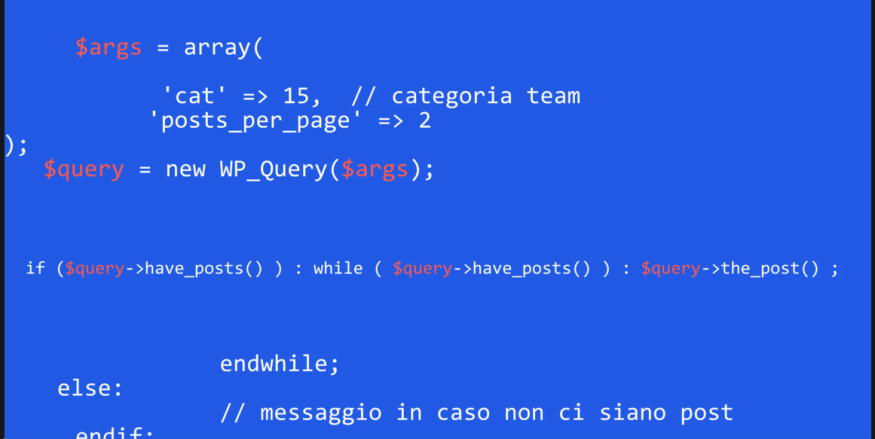 $args = array(
'cat' => 15,  // categoria team
'posts_per_page' => 2
);
$query = new WP_Query($args);
if ($query->have_posts() ) : while ( $query->have_posts() ) : $query->the_post() ;
endwhile;
else:
// messaggio in caso non ci siano post
endif;